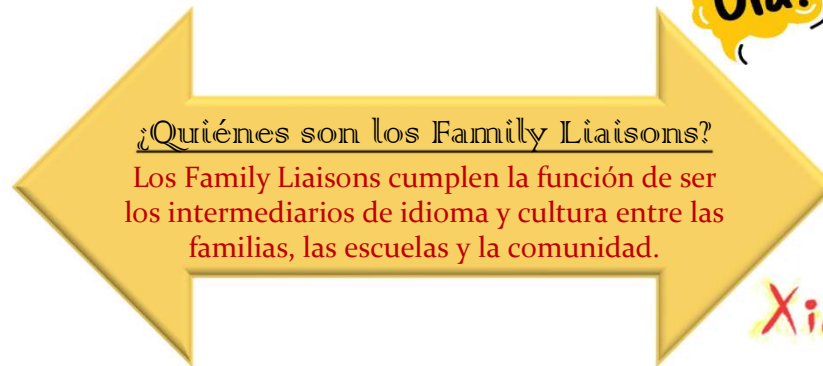 Olá!
¿Quiénes son los Family Liaisons?
Los Family Liaisons cumplen la función de ser
los intermediarios de idioma y cultura entre las
familias, las escuelas y la comunidad.